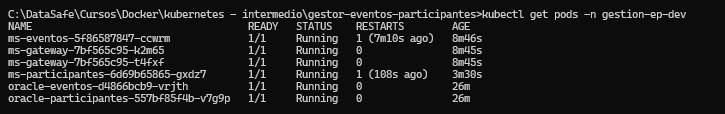 C:\DataSafe\Cursos\Docker\kubernetes - intermedio\gestor-eventos-participantes>kubectl get pods -n gestion-ep-dev
NAME READY STATUS RESTARTS AGE
ms-eventos-5f86587847-ccwrm 1/1 Running 1 (7m10s ago) 8m46s
ms-gateway-7bf565c95-k2m65 1/1 Running 0 8m45s
ms-gateway-7bf565c95-t4fxf 1/1 Running 0 8m45s
ms-participantes-6d69b65865-gxdz7 1/1 Running 1 (108s ago) 3m30s
oracle-eventos-d4866bcb9-vrjth 1/1 Running 0 26m
oracle-participantes-557bf85f4b-v7g9p 1/1 Running 0 26m